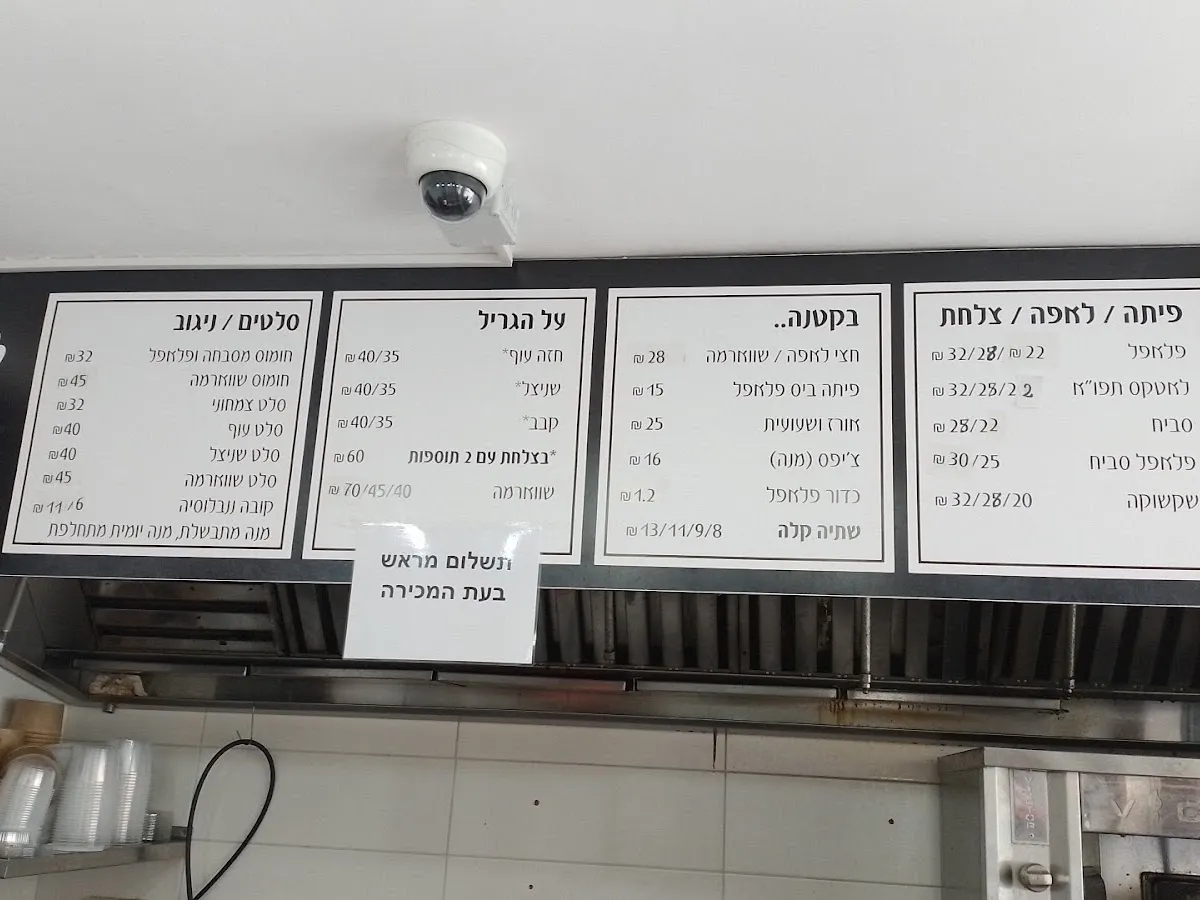 פיתה / לאפה / צלחת
פלאפל 22 ₪ /32/28 ₪
לאטקס תפו"א 32/28/22 ₪
סביח 28/22 ₪
פלאפל סביח 30/25 ₪
שקשוקה 32/28/20 ₪
בקטנה..
חצי לאפה / שווארמה 28 ₪
פיתה ביס פלאפל 15 ₪
אורז ושעועית 25 ₪
צ'יפס (מנה) 16 ₪
כדור פלאפל 1.2 ₪
שתיה קלה 13/11/9/8 ₪
על הגריל
חזה עוף* 40/35 ₪
שניצל* 40/35 ₪
קבב* 40/35 ₪
*בצלחת עם 2 תוספות 60 ₪
שווארמה 70/45/40 ₪
סלטים / ניגוב
חומוס מסבחה ופלאפל 32 ₪
חומוס שווארמה 45 ₪
סלט צמחוני 32 ₪
סלט עוף 40 ₪
סלט שניצל 40 ₪
סלט שווארמה 45 ₪
קובה נבלוסיה 11/6 ₪
מנה מתבשלת, מנה יומית מתחלפת
תשלום מראש
בעת המכירה